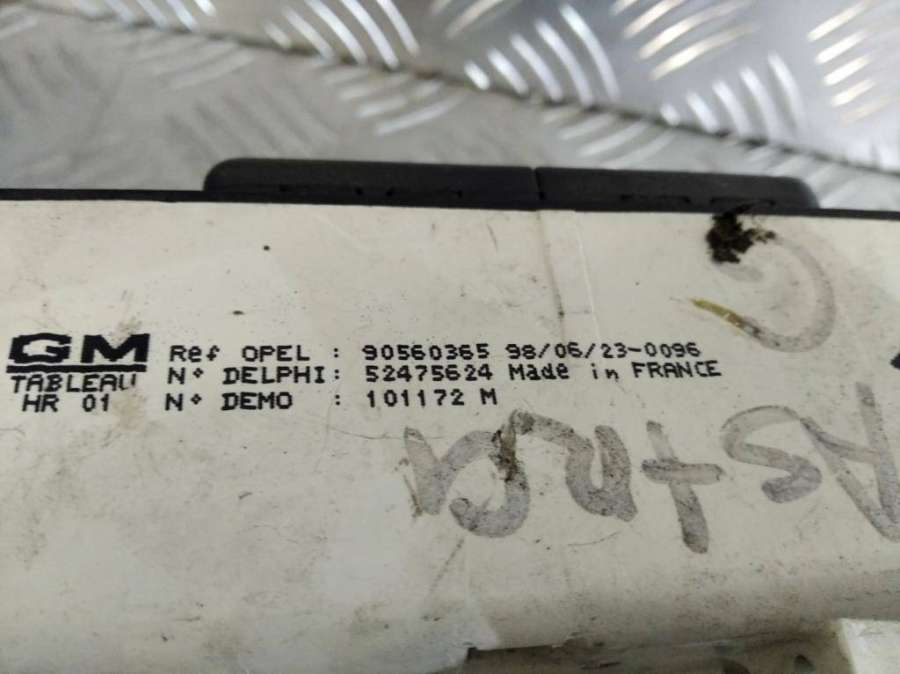 GM Ref OPEL : 90560365 98/06/23-0096
TABLEAU N° DELPHI: 52475624 Made in FRANCE
HR 01 N° DEMO : 101172 M
ASTRA G